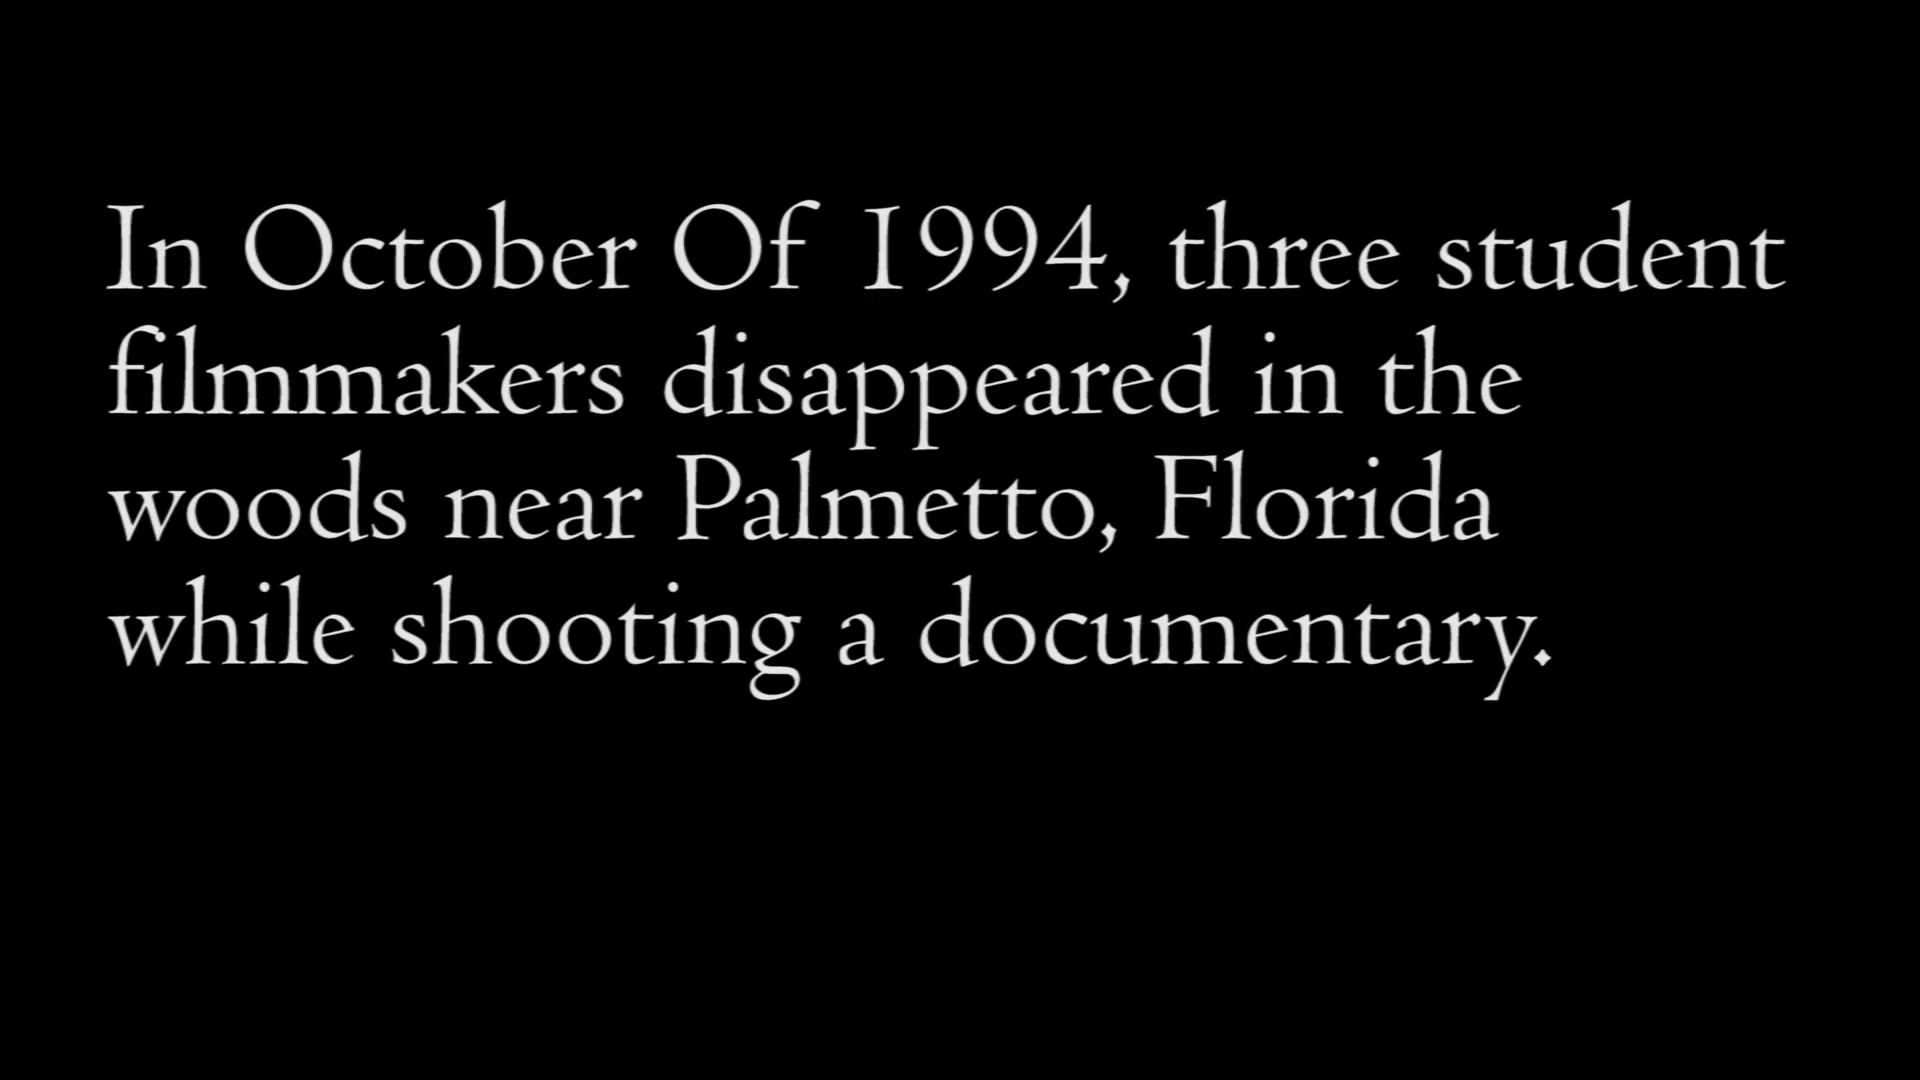 In October Of 1994, three student
filmmakers disappeared in the
woods near Palmetto, Florida
while shooting a documentary.